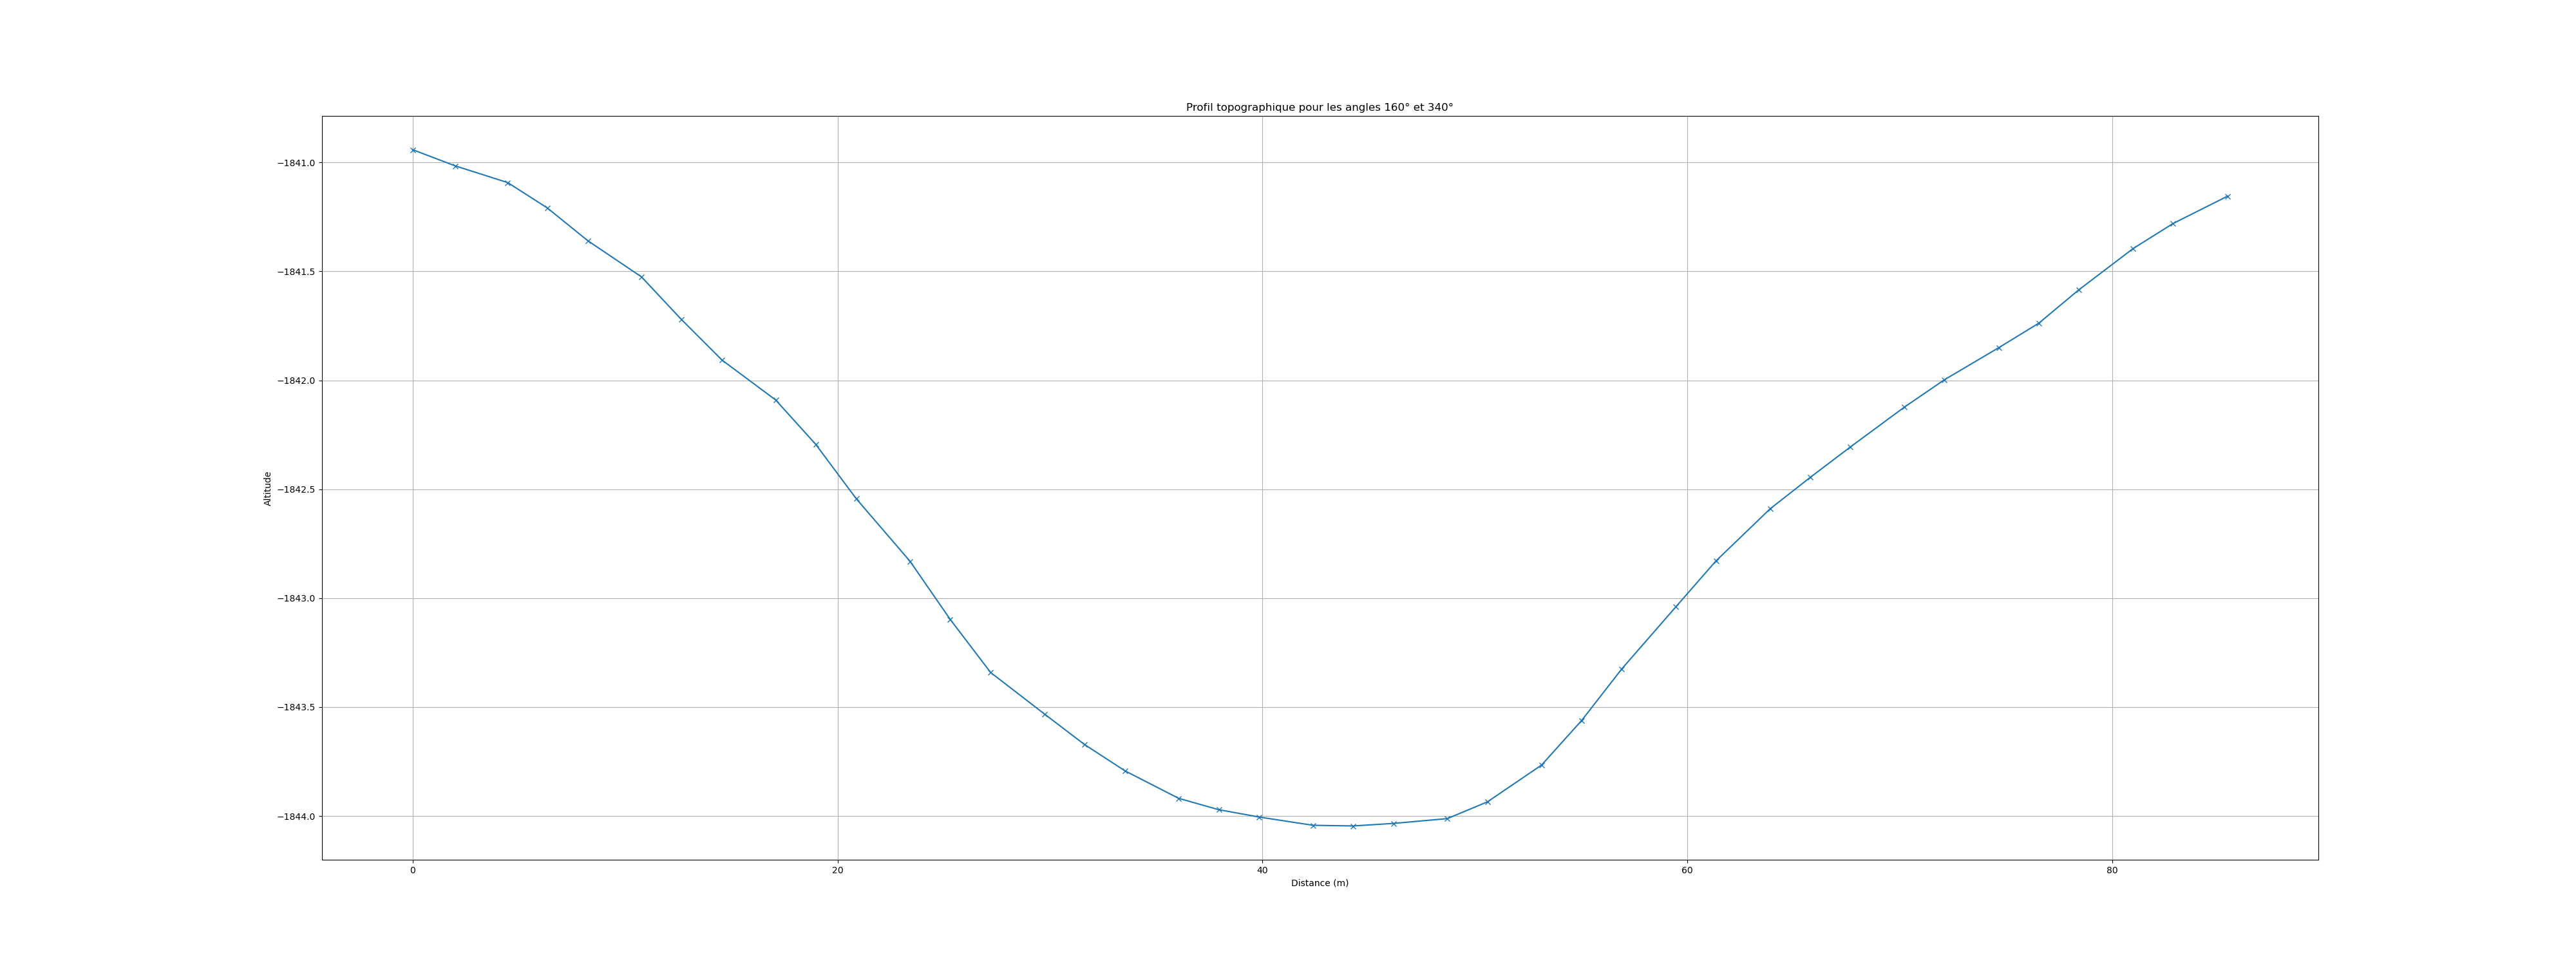 Profil topographique pour les angles 160° et 340°
Altitude
−1841.0
−1841.5
−1842.0
−1842.5
−1843.0
−1843.5
−1844.0
0 20 40 60 80
Distance (m)